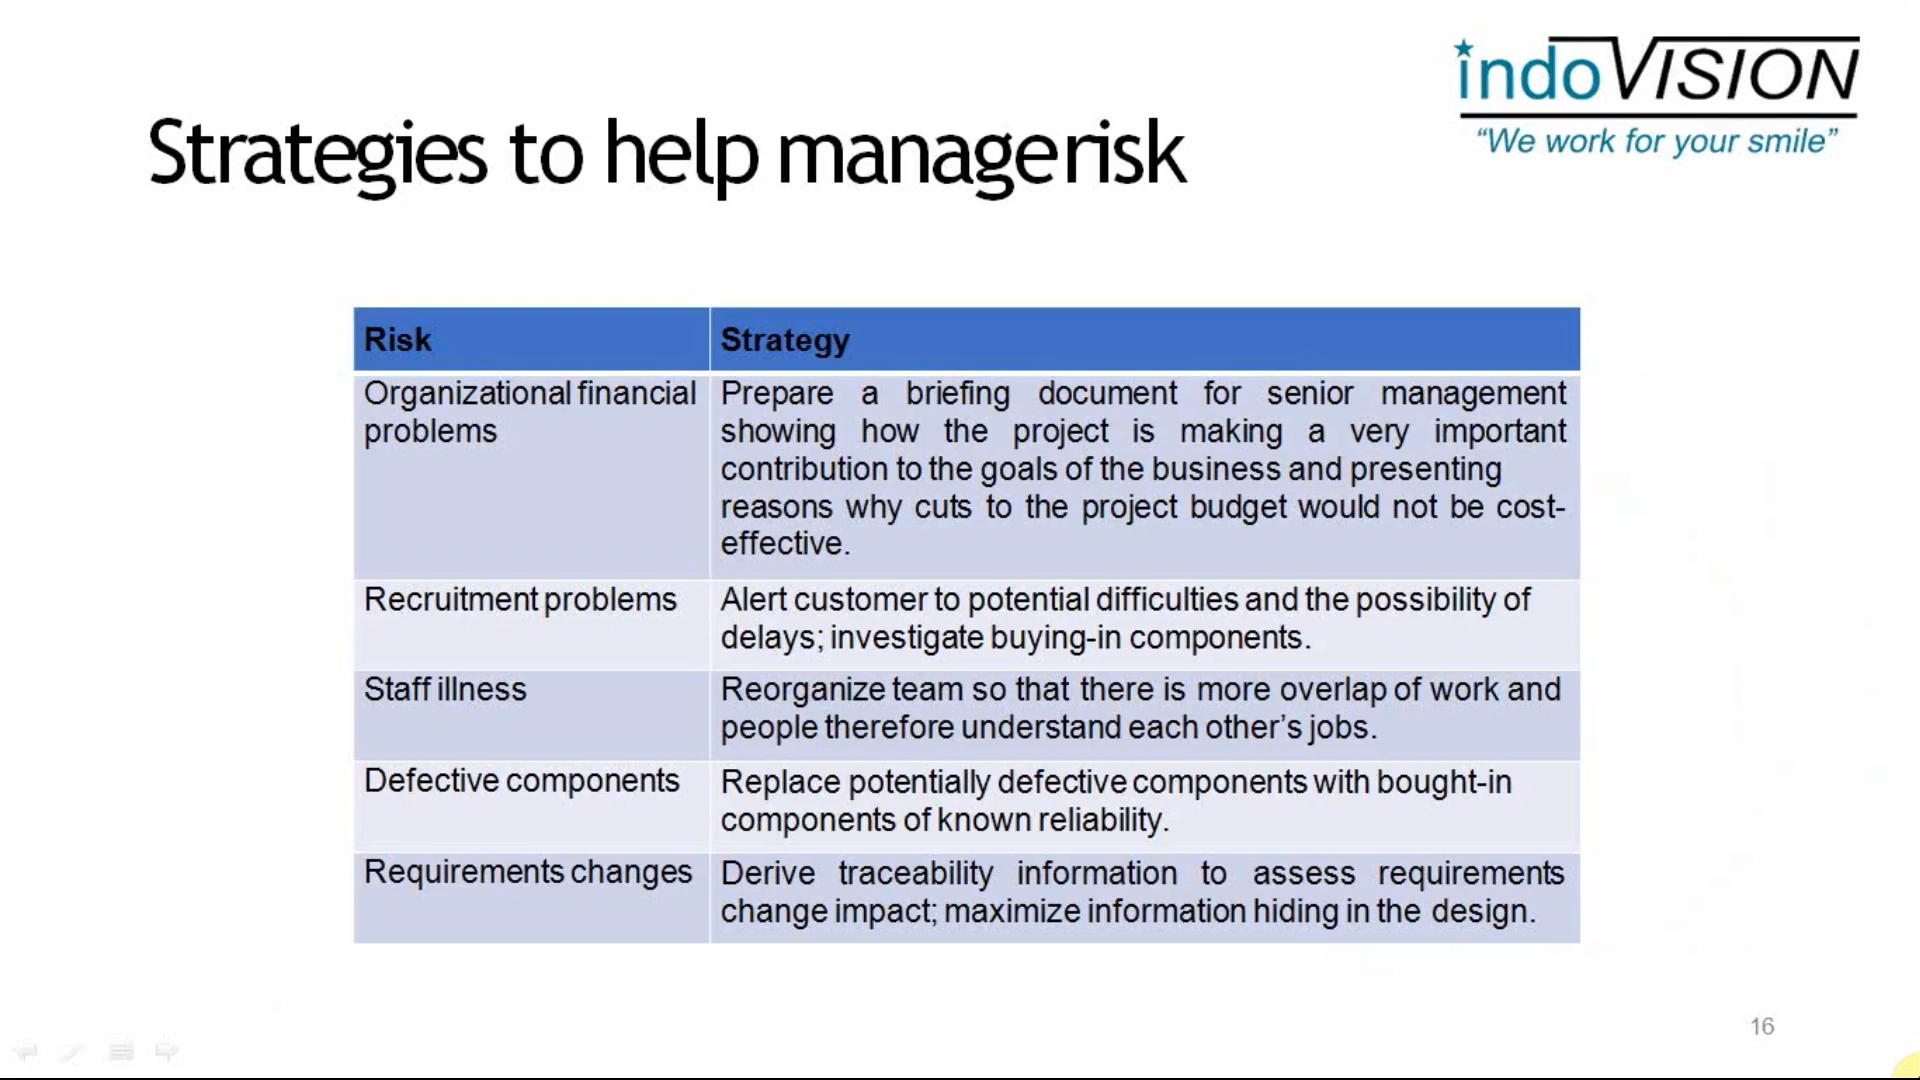 indoVISION
“We work for your smile”
Strategies to help managerisk
Risk
Strategy
Organizational financial
problems
Prepare a briefing document for senior management
showing how the project is making a very important
contribution to the goals of the business and presenting
reasons why cuts to the project budget would not be cost-
effective.
Recruitment problems
Alert customer to potential difficulties and the possibility of
delays; investigate buying-in components.
Staff illness
Reorganize team so that there is more overlap of work and
people therefore understand each other’s jobs.
Defective components
Replace potentially defective components with bought-in
components of known reliability.
Requirements changes
Derive traceability information to assess requirements
change impact; maximize information hiding in the design.
16